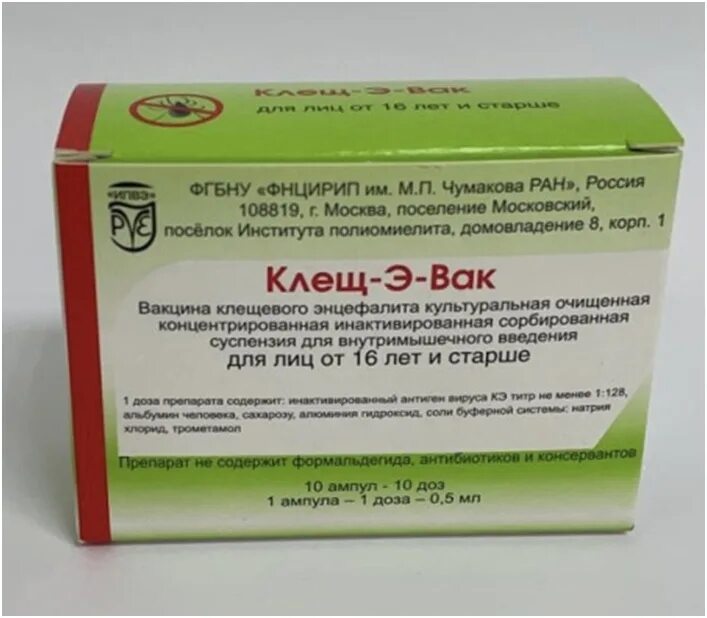 Клещ-Э-Вак
для лиц от 16 лет и старше
«ИПВЭ»
ФГБНУ «ФНЦИРИП им. М.П. Чумакова РАН», Россия
108819, г. Москва, поселение Московский,
посёлок Института полиомиелита, домовладение 8, корп. 1
Клещ-Э-Вак
Вакцина клещевого энцефалита культуральная очищенная
концентрированная инактивированная сорбированная
суспензия для внутримышечного введения
для лиц от 16 лет и старше
1 доза препарата содержит: инактивированный антиген вируса КЭ титр не менее 1:128,
альбумин человека, сахарозу, алюминия гидроксид, соли буферной системы: натрия
хлорид, трометамол
Препарат не содержит формальдегида, антибиотиков и консервантов
10 ампул - 10 доз
1 ампула – 1 доза – 0,5 мл